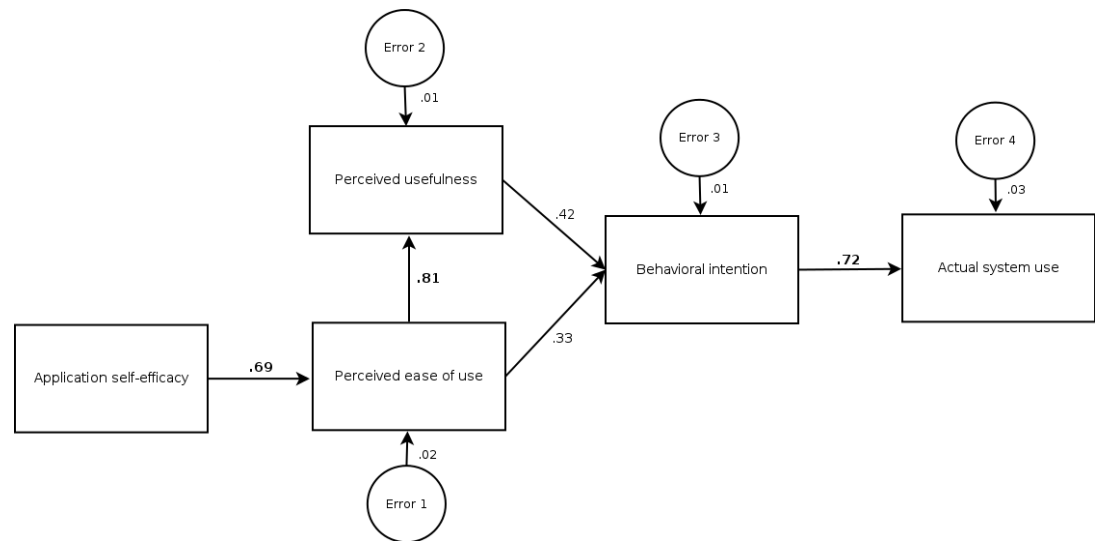 Error 2
.01
Perceived usefulness
Error 3
.01
Error 4
.03
.42
Behavioral intention
.72
Actual system use
.81
.33
Application self-efficacy
.69
Perceived ease of use
.02
Error 1